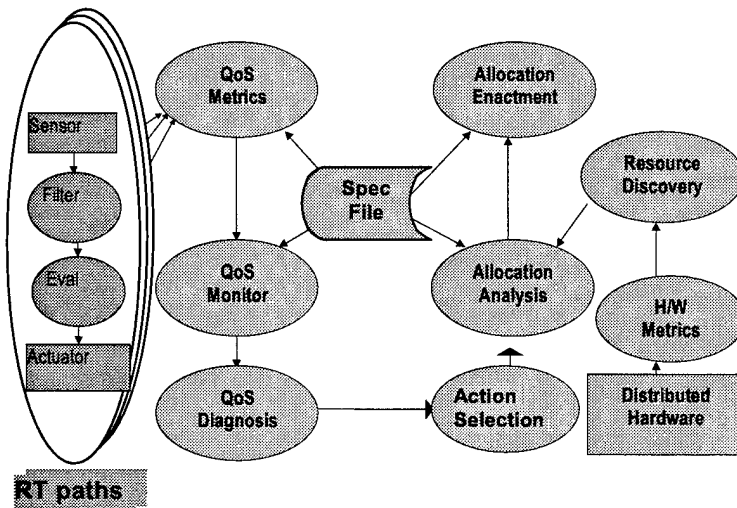 Sensor
Filter
Eval
Actuator
RT paths
QoS
Metrics
QoS
Monitor
QoS
Diagnosis
Spec
File
Allocation
Enactment
Allocation
Analysis
Action
Selection
Resource
Discovery
H/W
Metrics
Distributed
Hardware